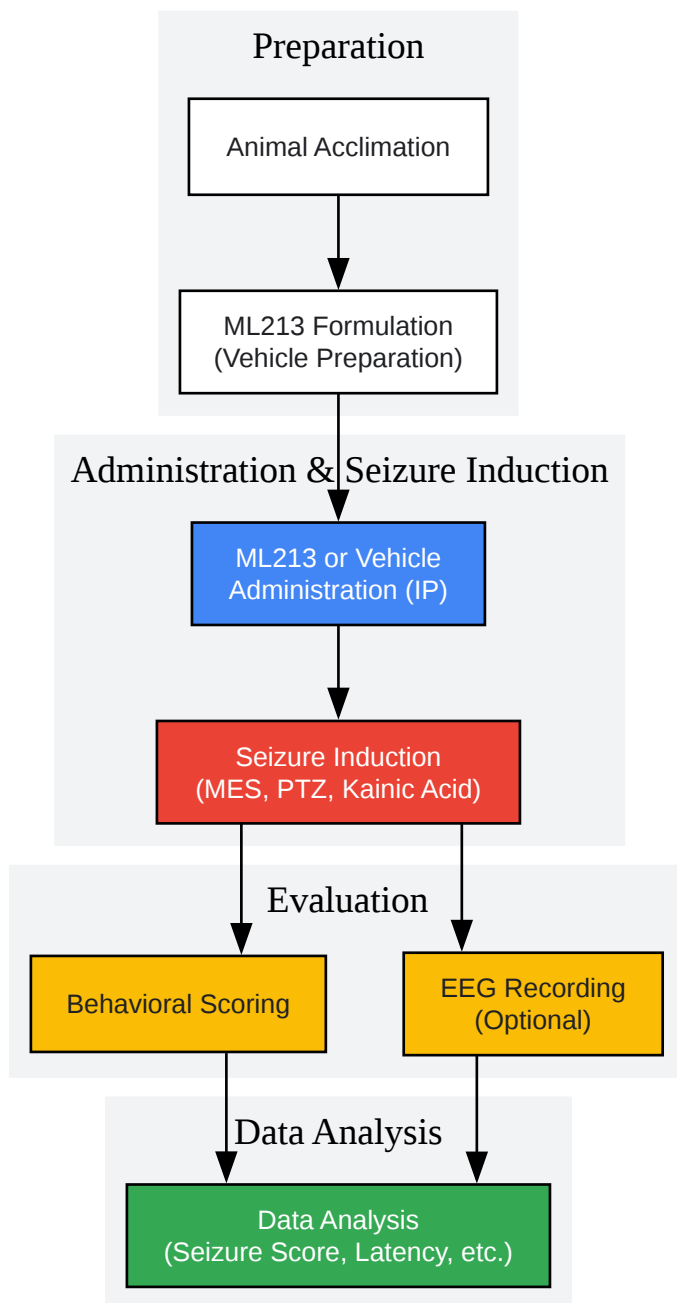 Preparation
Animal Acclimation
ML213 Formulation
(Vehicle Preparation)
Administration & Seizure Induction
ML213 or Vehicle
Administration (IP)
Seizure Induction
(MES, PTZ, Kainic Acid)
Evaluation
Behavioral Scoring
EEG Recording
(Optional)
Data Analysis
Data Analysis
(Seizure Score, Latency, etc.)